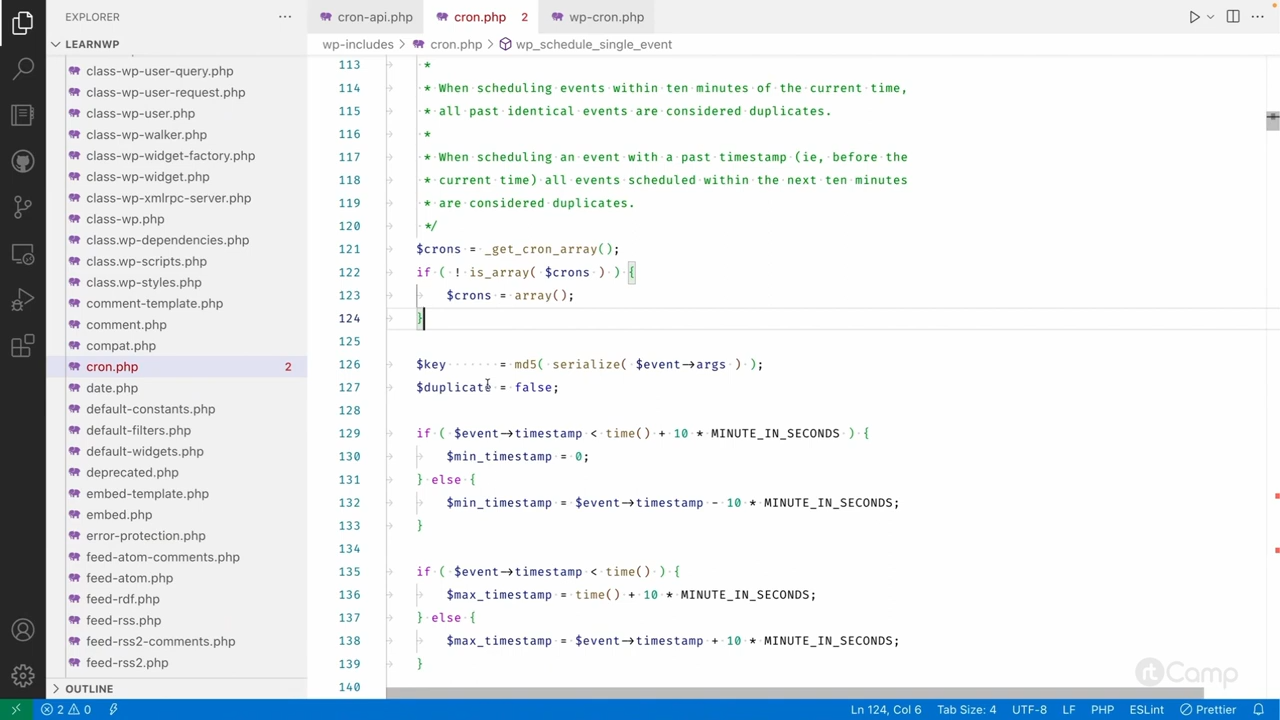 EXPLORER
LEARNWP
class-wp-user-query.php
class-wp-user-request.php
class-wp-user.php
class-wp-walker.php
class-wp-widget-factory.php
class-wp-widget.php
class-wp-xmlrpc-server.php
class-wp.php
class.wp-dependencies.php
class.wp-scripts.php
class.wp-styles.php
comment-template.php
comment.php
compat.php
cron.php 2
date.php
default-constants.php
default-filters.php
default-widgets.php
deprecated.php
embed-template.php
embed.php
error-protection.php
feed-atom-comments.php
feed-atom.php
feed-rdf.php
feed-rss.php
feed-rss2-comments.php
feed-rss2.php
OUTLINE
cron-api.php cron.php 2 wp-cron.php
wp-includes > cron.php > wp_schedule_single_event
113 *
114 * When scheduling events within ten minutes of the current time,
115 * all past identical events are considered duplicates.
116 *
117 * When scheduling an event with a past timestamp (ie, before the
118 * current time) all events scheduled within the next ten minutes
119 * are considered duplicates.
120 */
121 $crons = _get_cron_array();
122 if ( ! is_array( $crons ) ) {
123 $crons = array();
124 }
125
126 $key = md5( serialize( $event->args ) );
127 $duplicate = false;
128
129 if ( $event->timestamp < time() + 10 * MINUTE_IN_SECONDS ) {
130 $min_timestamp = 0;
131 } else {
132 $min_timestamp = $event->timestamp - 10 * MINUTE_IN_SECONDS;
133 }
134
135 if ( $event->timestamp < time() ) {
136 $max_timestamp = time() + 10 * MINUTE_IN_SECONDS;
137 } else {
138 $max_timestamp = $event->timestamp + 10 * MINUTE_IN_SECONDS;
139 }
140
rtCamp
2 0 Ln 124, Col 6 Tab Size: 4 UTF-8 LF PHP ESLint Prettier